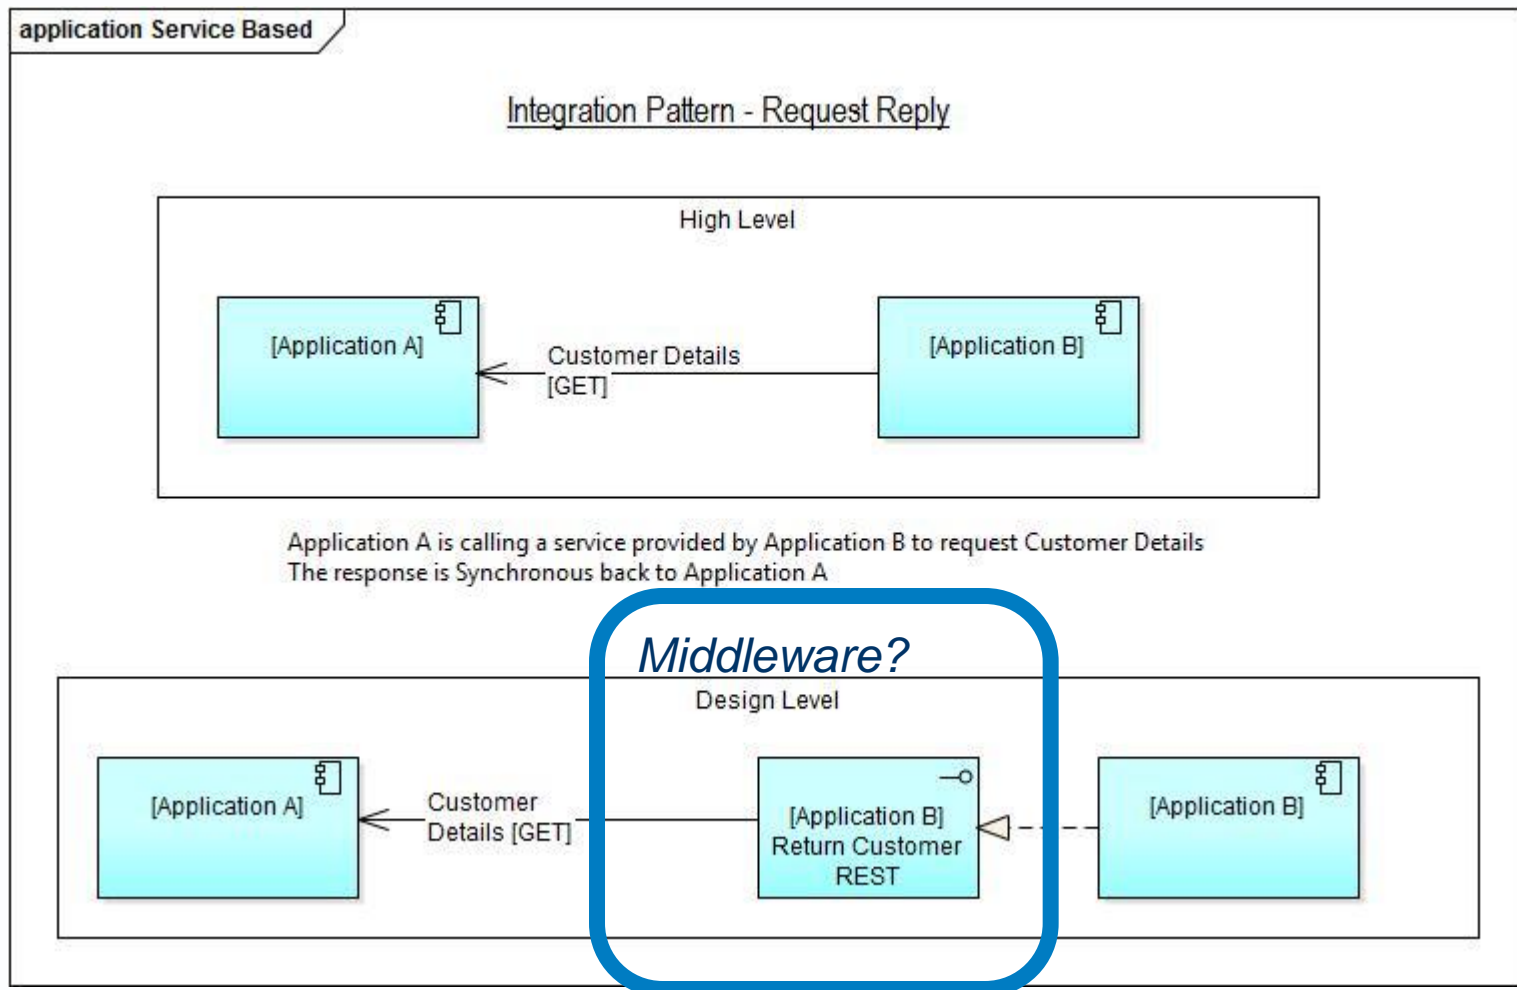 application Service Based
Integration Pattern - Request Reply
High Level
[Application A]
Customer Details
[GET]
[Application B]
Application A is calling a service provided by Application B to request Customer Details
The response is Synchronous back to Application A
Middleware?
Design Level
[Application A]
Customer
Details [GET]
[Application B]
Return Customer
REST
[Application B]